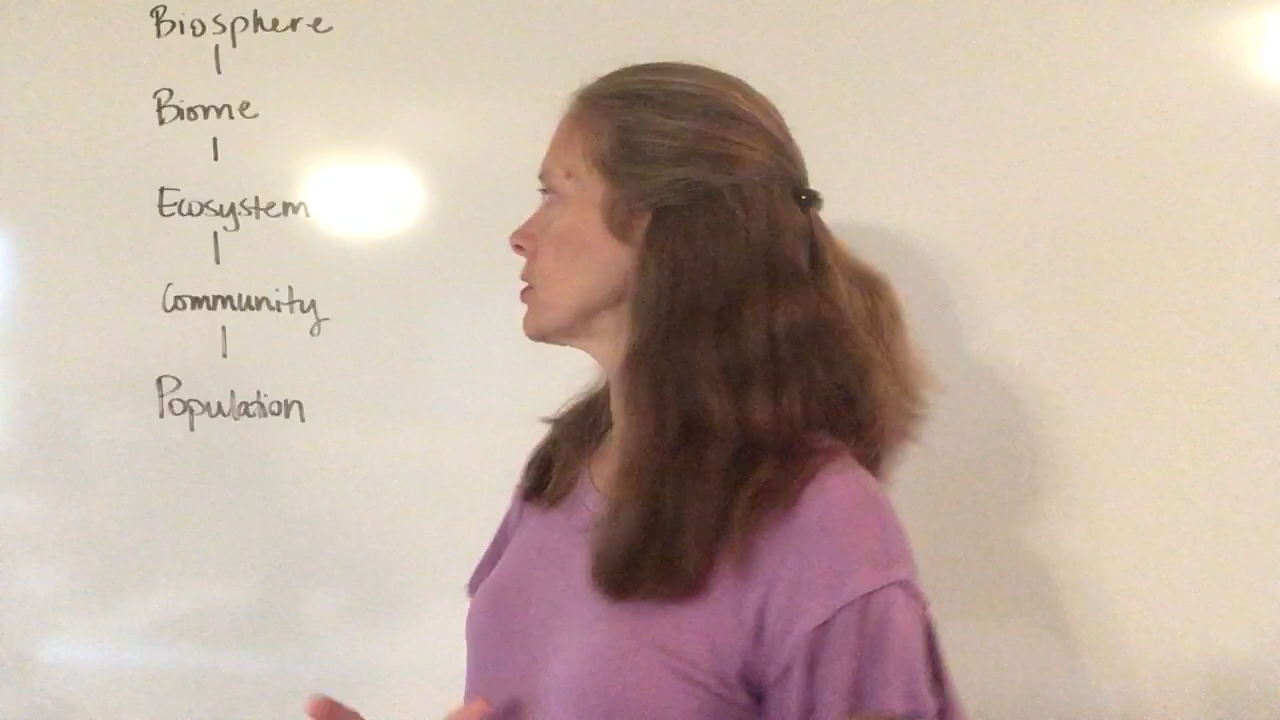 Biosphere
Biome
Ecosystem
Community
Population